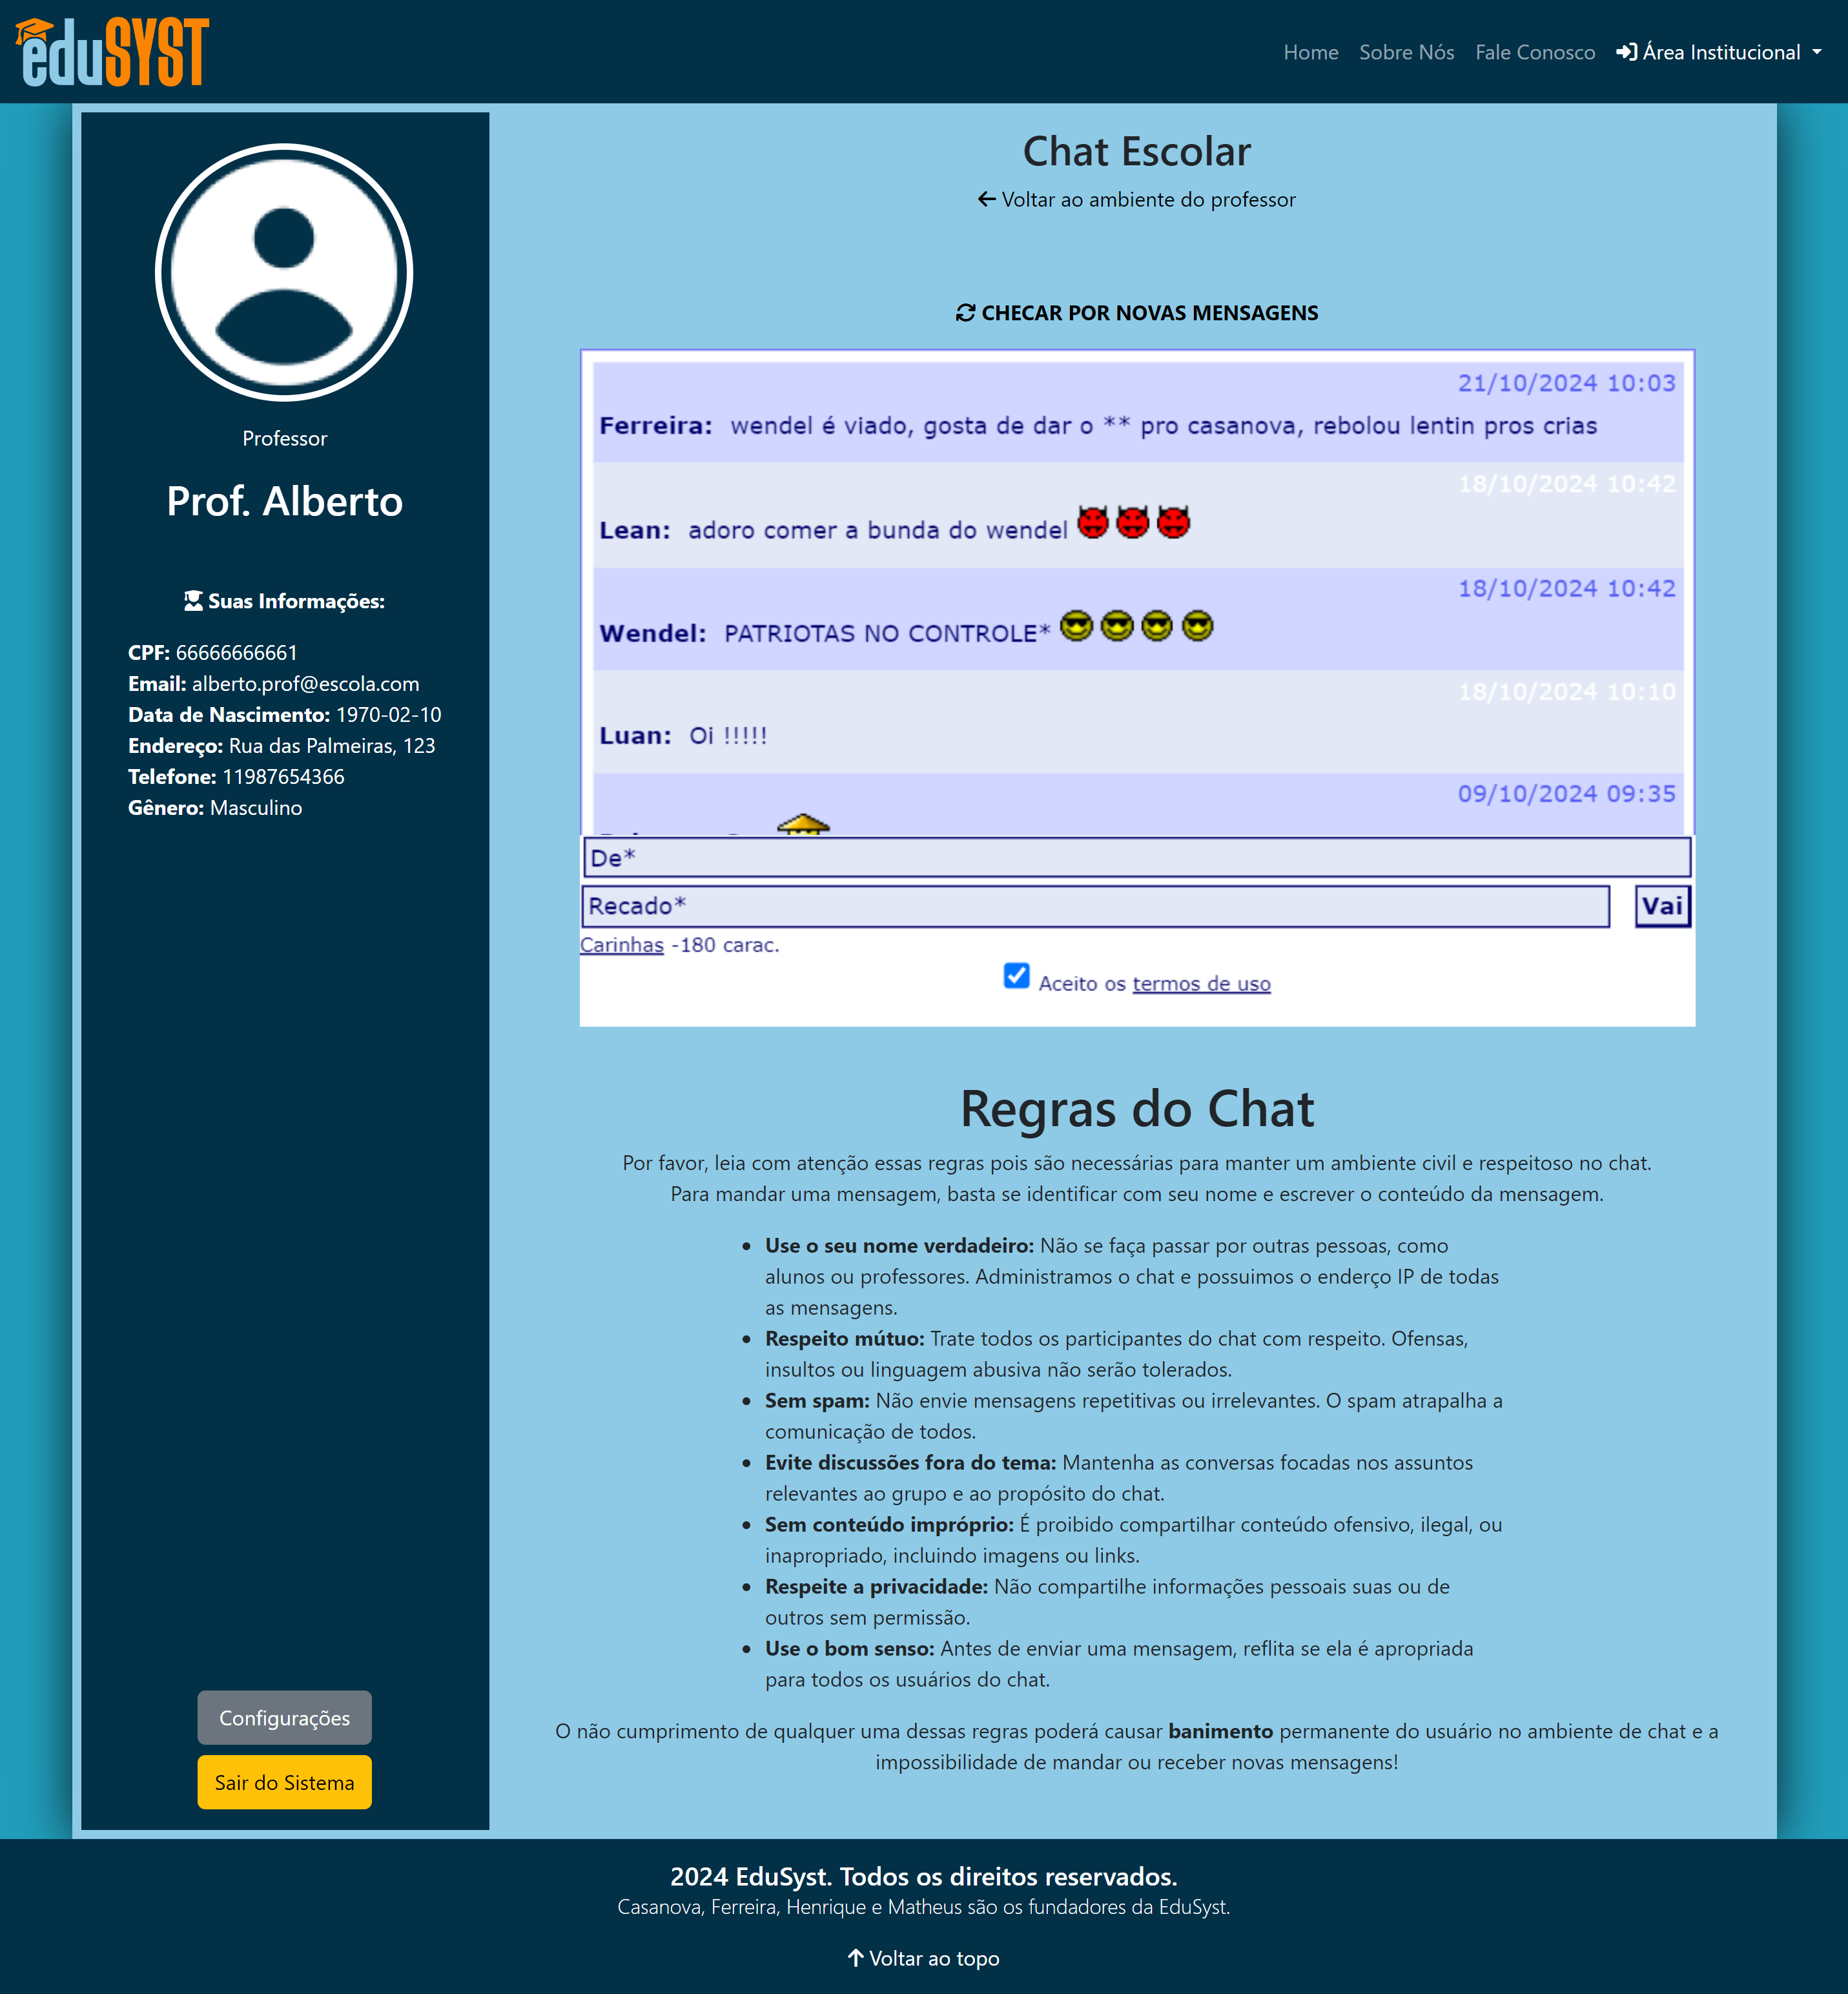 eduSYST
Home Sobre Nós Fale Conosco Área Institucional
Professor
Prof. Alberto
Suas Informações:
CPF: 66666666661
Email: alberto.prof@escola.com
Data de Nascimento: 1970-02-10
Endereço: Rua das Palmeiras, 123
Telefone: 11987654366
Gênero: Masculino
Configurações
Sair do Sistema
Chat Escolar
Voltar ao ambiente do professor
CHECAR POR NOVAS MENSAGENS
21/10/2024 10:03
Ferreira: wendel é viado, gosta de dar o ** pro casanova, rebolou lentin pros crias
18/10/2024 10:42
Lean: adoro comer a bunda do wendel
18/10/2024 10:42
Wendel: PATRIOTAS NO CONTROLE*
18/10/2024 10:10
Luan: Oi !!!!!
09/10/2024 09:35
De*
Recado* Vai
Carinhas -180 carac.
Aceito os termos de uso
Regras do Chat
Por favor, leia com atenção essas regras pois são necessárias para manter um ambiente civil e respeitoso no chat.
Para mandar uma mensagem, basta se identificar com seu nome e escrever o conteúdo da mensagem.
• Use o seu nome verdadeiro: Não se faça passar por outras pessoas, como
alunos ou professores. Administramos o chat e possuimos o enderço IP de todas
as mensagens.
• Respeito mútuo: Trate todos os participantes do chat com respeito. Ofensas,
insultos ou linguagem abusiva não serão tolerados.
• Sem spam: Não envie mensagens repetitivas ou irrelevantes. O spam atrapalha a
comunicação de todos.
• Evite discussões fora do tema: Mantenha as conversas focadas nos assuntos
relevantes ao grupo e ao propósito do chat.
• Sem conteúdo impróprio: É proibido compartilhar conteúdo ofensivo, ilegal, ou
inapropriado, incluindo imagens ou links.
• Respeite a privacidade: Não compartilhe informações pessoais suas ou de
outros sem permissão.
• Use o bom senso: Antes de enviar uma mensagem, reflita se ela é apropriada
para todos os usuários do chat.
O não cumprimento de qualquer uma dessas regras poderá causar banimento permanente do usuário no ambiente de chat e a
impossibilidade de mandar ou receber novas mensagens!
2024 EduSyst. Todos os direitos reservados.
Casanova, Ferreira, Henrique e Matheus são os fundadores da EduSyst.
Voltar ao topo